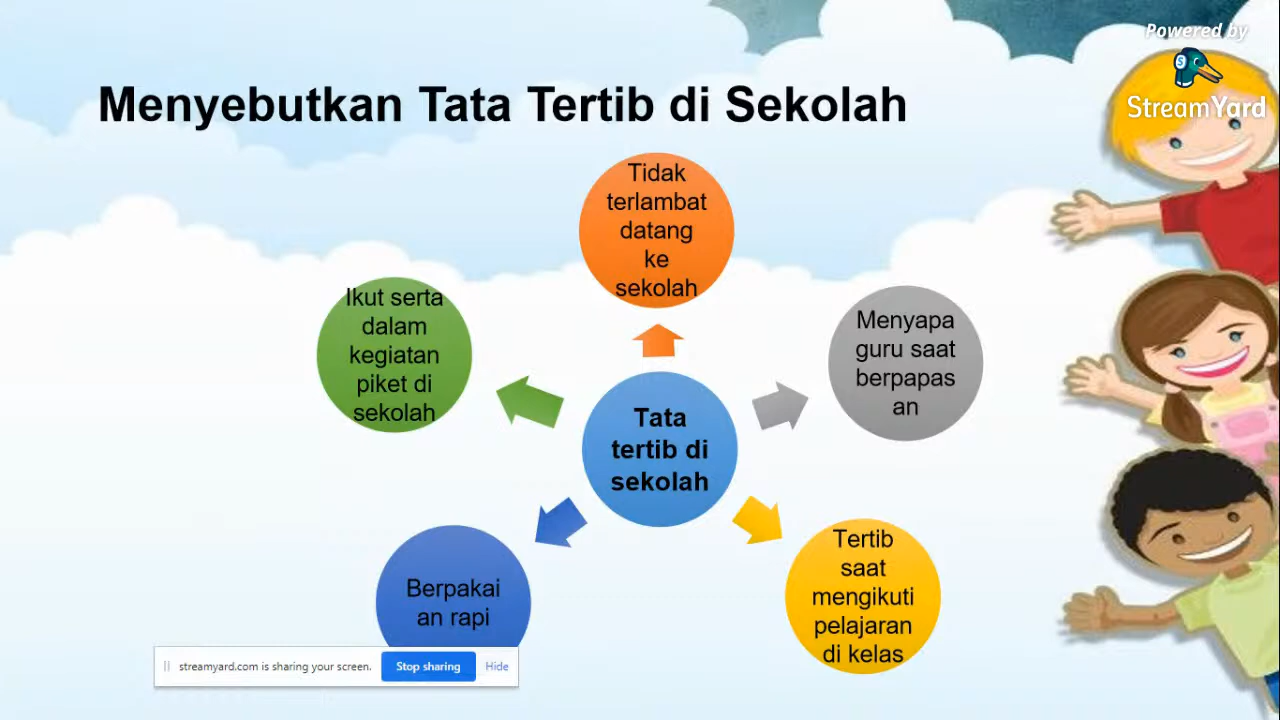 Powered by
StreamYard
Menyebutkan Tata Tertib di Sekolah
Tidak
terlambat
datang
ke
sekolah
Ikut serta
dalam
kegiatan
piket di
sekolah
Menyapa
guru saat
berpapas
an
Tata
tertib di
sekolah
Berpakai
an rapi
Tertib
saat
mengikuti
pelajaran
di kelas
streamyard.com is sharing your screen.
Stop sharing
Hide